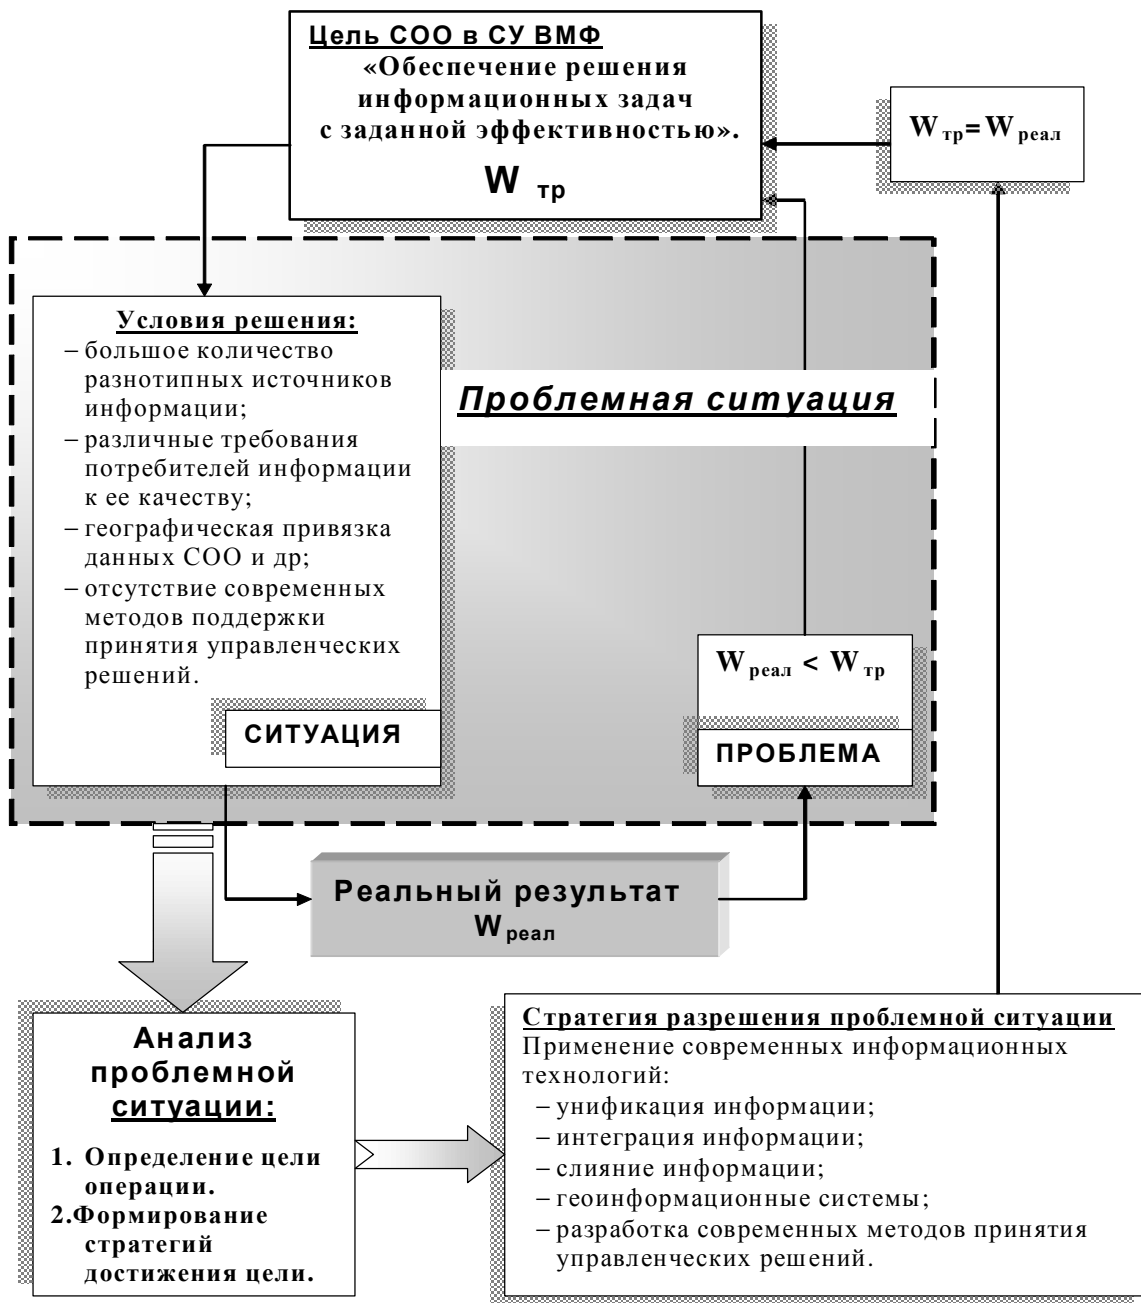 Цель СОО в СУ ВМФ
«Обеспечение решения
информационных задач
с заданной эффективностью».
W тр
W тр = W реал
Условия решения:
– большое количество
разнотипных источников
информации;
– различные требования
потребителей информации
к ее качеству;
– географическая привязка
данных СОО и др;
– отсутствие современных
методов поддержки
принятия управленческих
решений.
СИТУАЦИЯ
Проблемная ситуация
W реал < W тр
ПРОБЛЕМА
Реальный результат
W реал
Анализ
проблемной
ситуации:
1. Определение цели
операции.
2.Формирование
стратегий
достижения цели.
Стратегия разрешения проблемной ситуации
Применение современных информационных
технологий:
– унификация информации;
– интеграция информации;
– слияние информации;
– геоинформационные системы;
– разработка современных методов принятия
управленческих решений.